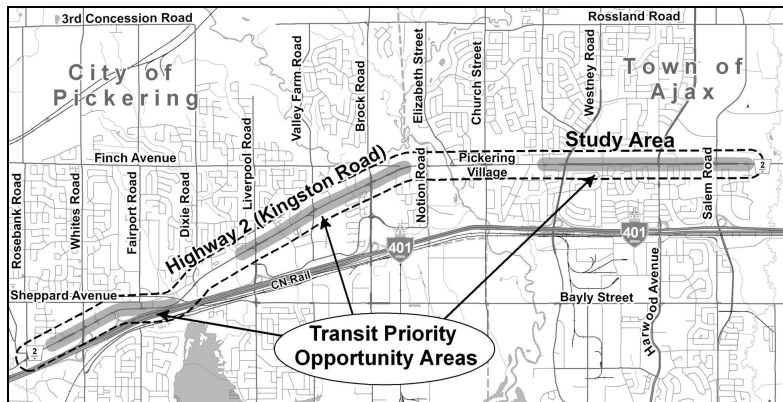 3rd Concession Road
Rossland Road
City of
Pickering
Valley Farm Road
Brock Road
Elizabeth Street
Church Street
Westney Road
Town of
Ajax
Study Area
Finch Avenue
Pickering
Village
2
Liverpool Road
Highway 2 (Kingston Road)
Notion Road
Salem Road
Rosebank Road
Whites Road
Fairport Road
Dixie Road
401
401
CN Rail
Sheppard Avenue
Bayly Street
Harwood Avenue
2
Transit Priority
Opportunity Areas